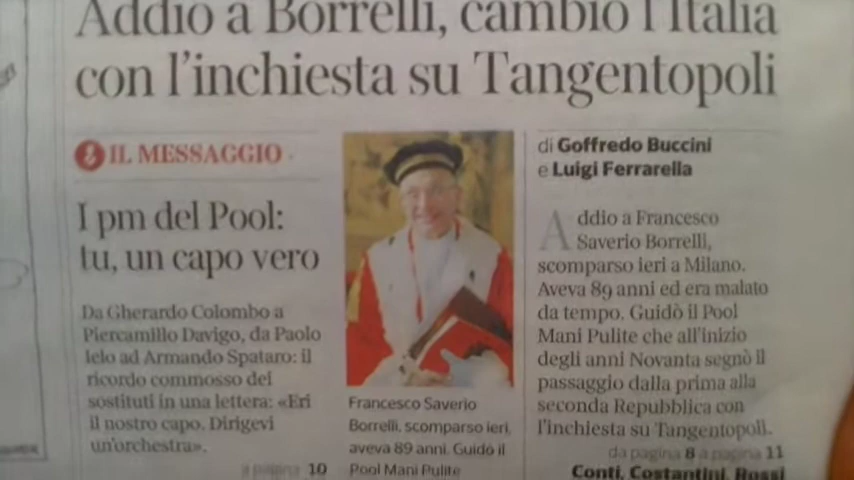 Addio a Borrelli, cambiò l'Italia
con l'inchiesta su Tangentopoli
IL MESSAGGIO
I pm del Pool:
tu, un capo vero
Da Gherardo Colombo a
Piercamillo Davigo, da Paolo
Ielo ad Armando Spataro: il
ricordo commosso dei
sostituti in una lettera: «Eri
il nostro capo. Dirigevi
un'orchestra».
a pagina 10
Francesco Saverio
Borrelli, scomparso ieri,
aveva 89 anni. Guidò il
Pool Mani Pulite
di Goffredo Buccini
e Luigi Ferrarella
Addio a Francesco
Saverio Borrelli,
scomparso ieri a Milano.
Aveva 89 anni ed era malato
da tempo. Guidò il Pool
Mani Pulite che all'inizio
degli anni Novanta segnò il
passaggio dalla prima alla
seconda Repubblica con
l'inchiesta su Tangentopoli.
da pagina 8 a pagina 11
Conti, Costantini, Rossi